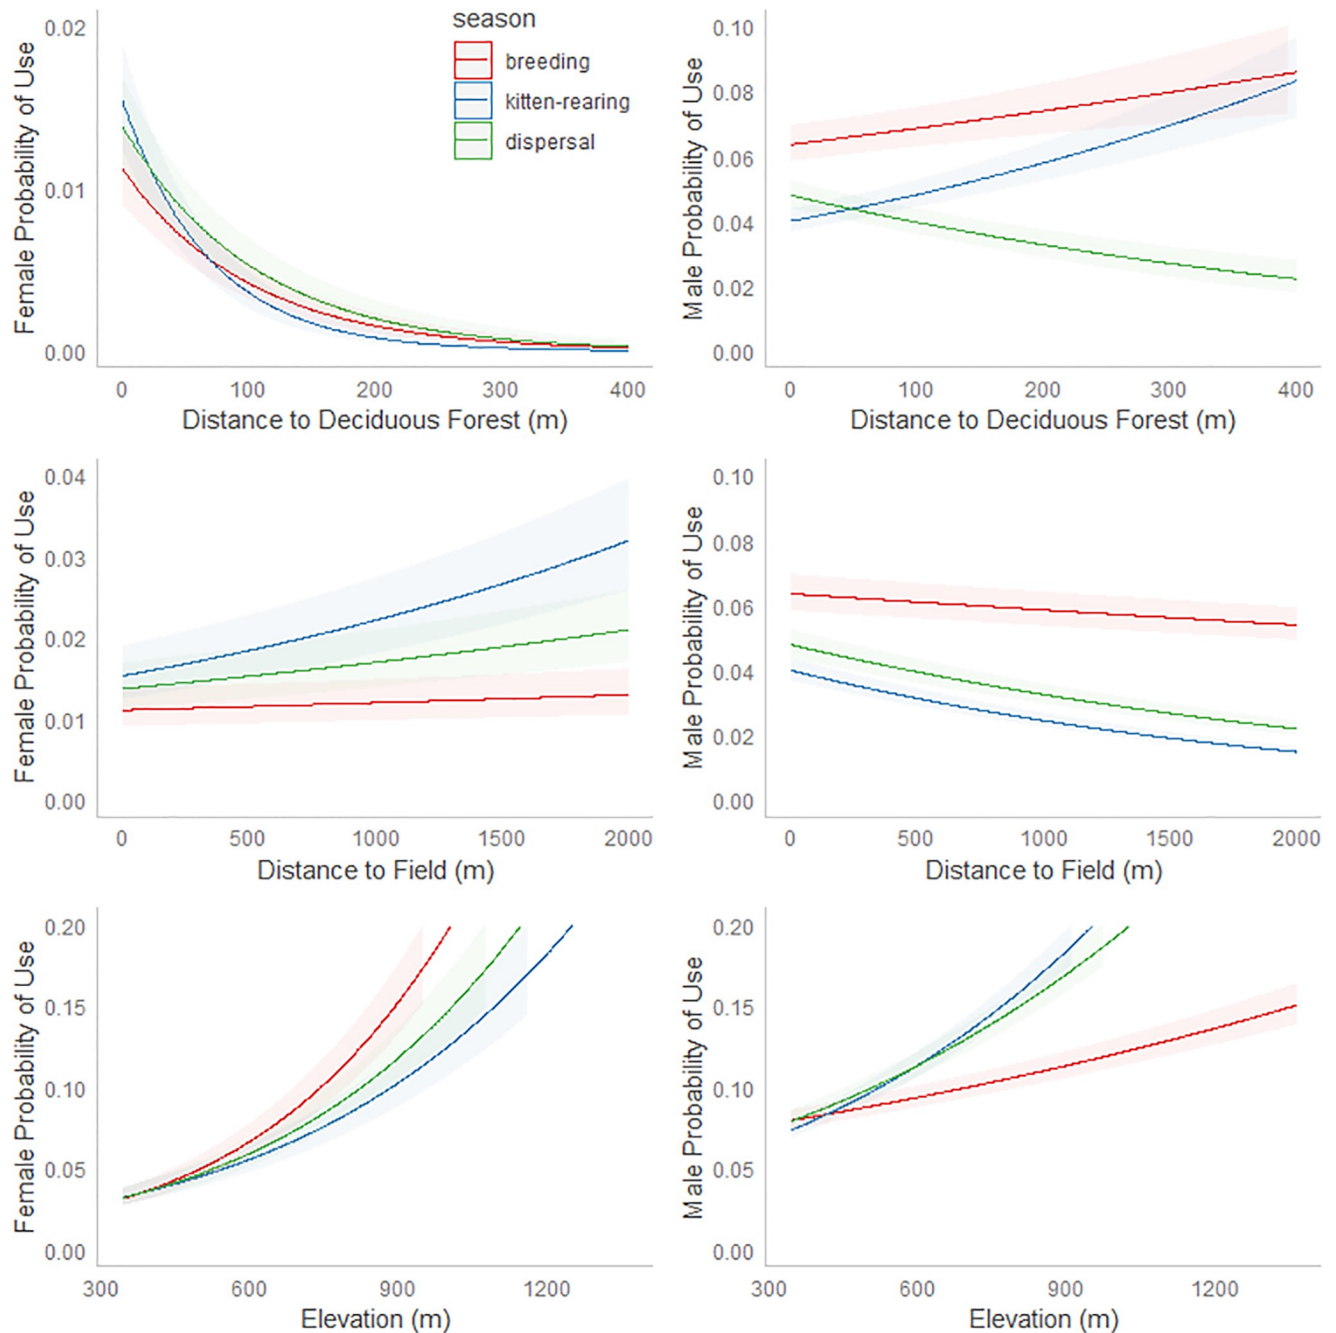 season
breeding
kitten-rearing
dispersal
Female Probability of Use
0.02
0.01
0.00
0 100 200 300 400
Distance to Deciduous Forest (m)
Male Probability of Use
0.10
0.08
0.06
0.04
0.02
0.00
0 100 200 300 400
Distance to Deciduous Forest (m)
Female Probability of Use
0.04
0.03
0.02
0.01
0.00
0 500 1000 1500 2000
Distance to Field (m)
Male Probability of Use
0.10
0.08
0.06
0.04
0.02
0.00
0 500 1000 1500 2000
Distance to Field (m)
Female Probability of Use
0.20
0.15
0.10
0.05
0.00
300 600 900 1200
Elevation (m)
Male Probability of Use
0.20
0.15
0.10
0.05
0.00
300 600 900 1200
Elevation (m)